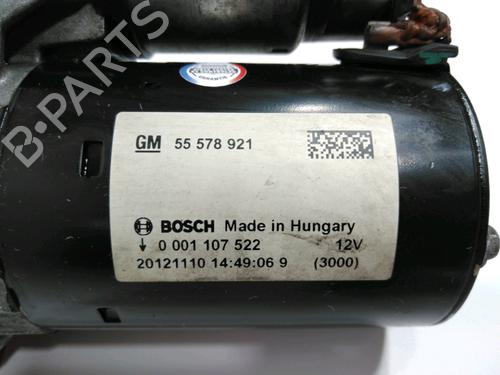 B-PARTS
GARANTIE
GM 55 578 921
BOSCH Made in Hungary
0 001 107 522 12V
20121110 14:49:06 9 (3000)